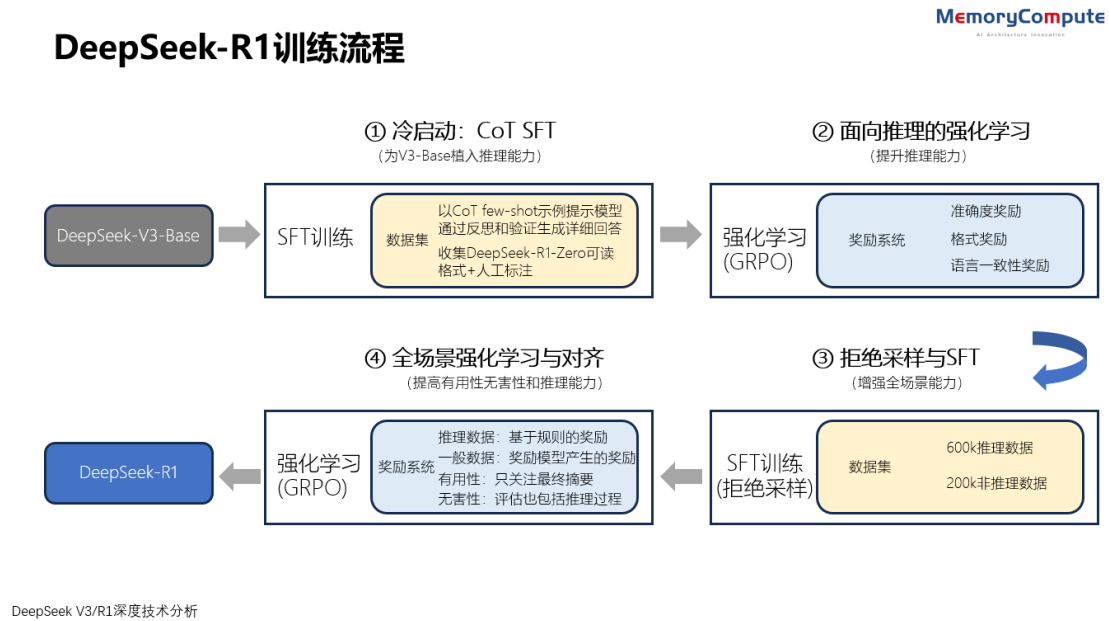 MemoryCompute
AI Architecture Innovation
DeepSeek-R1训练流程
① 冷启动：CoT SFT
（为V3-Base植入推理能力）
② 面向推理的强化学习
（提升推理能力）
DeepSeek-V3-Base
SFT训练
数据集
以CoT few-shot示例提示模型
通过反思和验证生成详细回答
收集DeepSeek-R1-Zero可读
格式+人工标注
强化学习
(GRPO)
奖励系统
准确度奖励
格式奖励
语言一致性奖励
③ 拒绝采样与SFT
（增强全场景能力）
SFT训练
(拒绝采样)
数据集
600k推理数据
200k非推理数据
④ 全场景强化学习与对齐
（提高有用性无害性和推理能力）
强化学习
(GRPO)
奖励系统
推理数据：基于规则的奖励
一般数据：奖励模型产生的奖励
有用性：只关注最终摘要
无害性：评估也包括推理过程
DeepSeek-R1
DeepSeek V3/R1深度技术分析